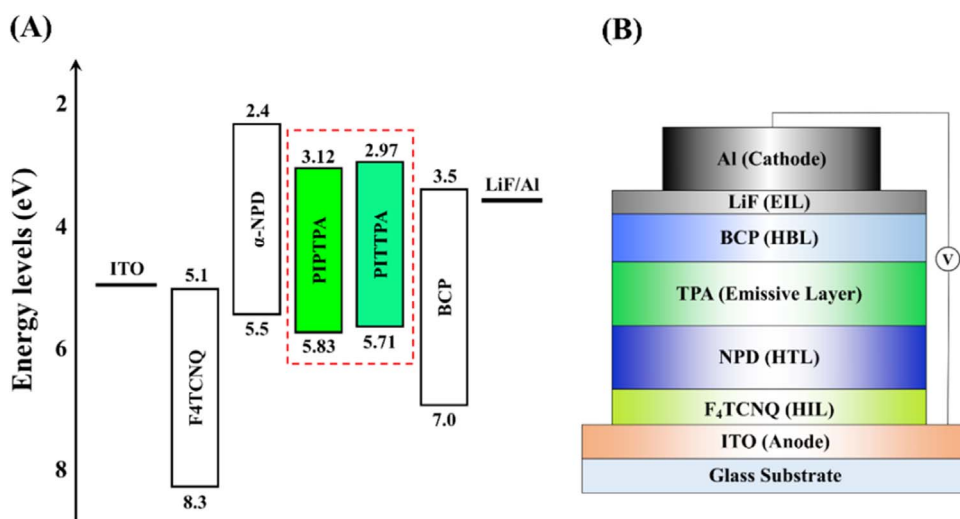 (A)
Energy levels (eV)
2
4
6
8
ITO
5.1
F4TCNQ
8.3
2.4
α-NPD
5.5
3.12
PIPTPA
5.83
2.97
PITTPA
5.71
3.5
BCP
7.0
LiF/Al
(B)
Al (Cathode)
LiF (EIL)
BCP (HBL)
TPA (Emissive Layer)
NPD (HTL)
F₄TCNQ (HIL)
ITO (Anode)
Glass Substrate
V